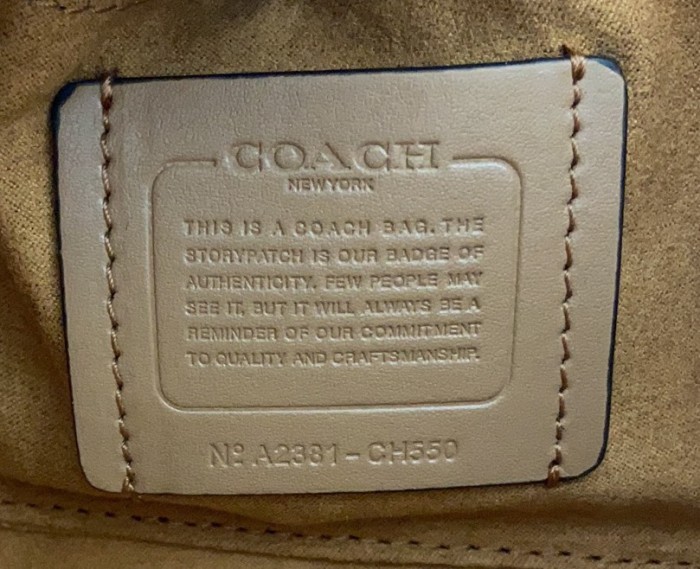 COACH
NEW YORK
THIS IS A COACH BAG. THE
STORYPATCH IS OUR BADGE OF
AUTHENTICITY. FEW PEOPLE MAY
SEE IT, BUT IT WILL ALWAYS BE A
REMINDER OF OUR COMMITMENT
TO QUALITY AND CRAFTSMANSHIP.
Nº A2381-CH550